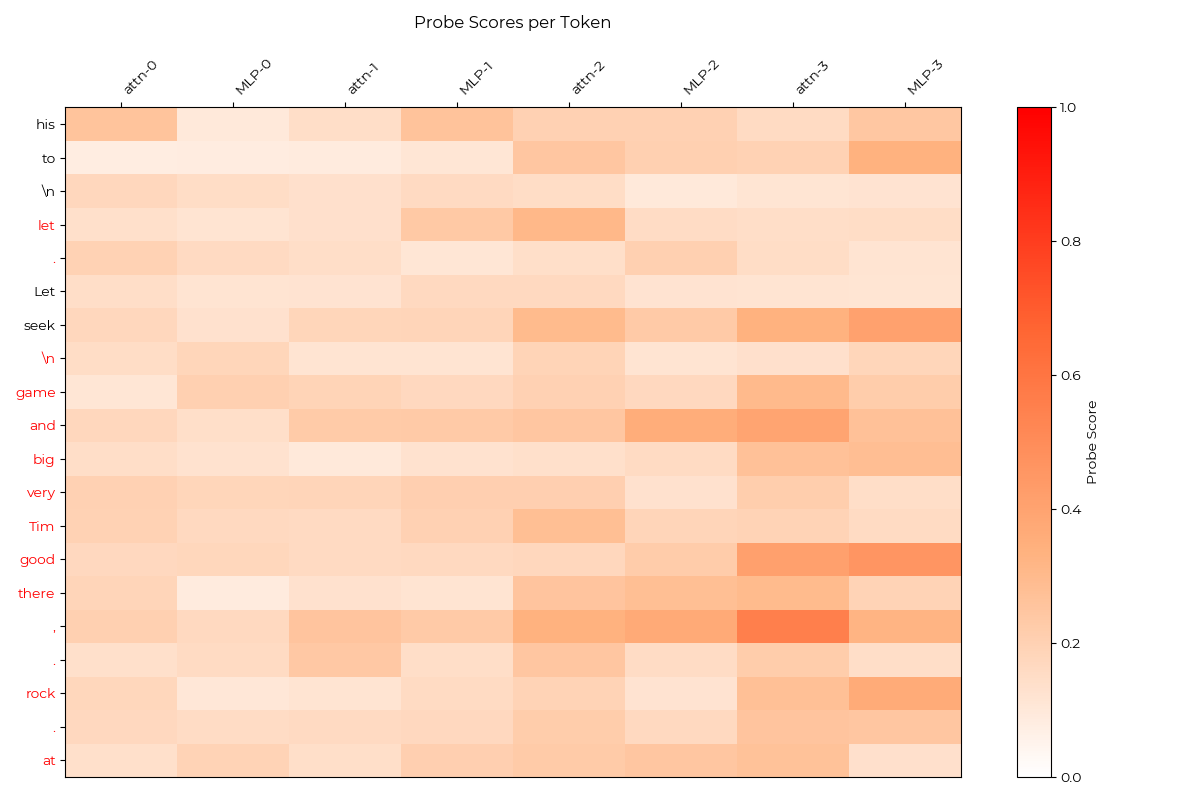 Probe Scores per Token
attn-0 MLP-0 attn-1 MLP-1 attn-2 MLP-2 attn-3 MLP-3
his
to
\n
let
.
Let
seek
\n
game
and
big
very
Tim
good
there
,
.
rock
.
at
1.0
0.8
0.6
0.4
0.2
0.0
Probe Score